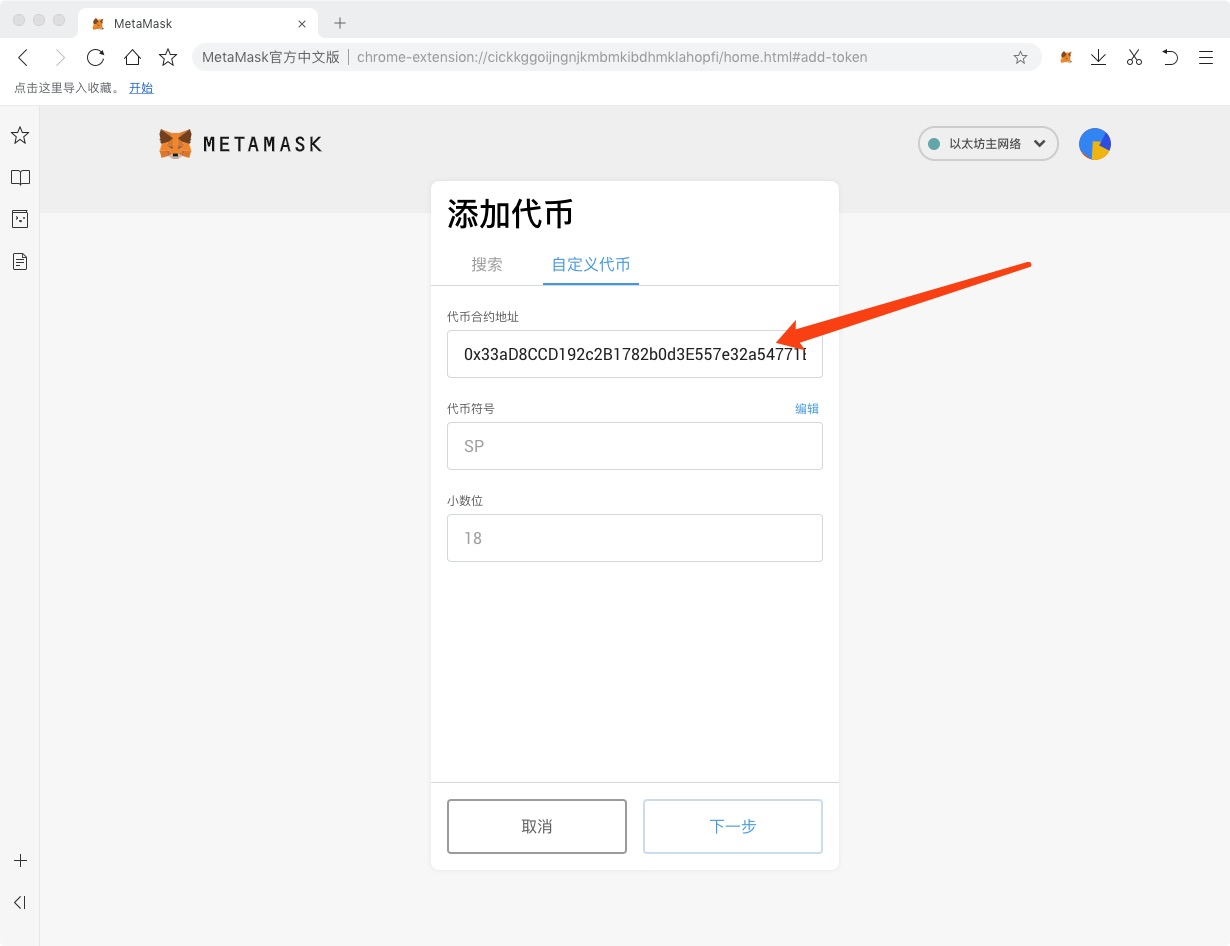 MetaMask
MetaMask官方中文版 chrome-extension://cickkggoijngnjkmbmkibdhmklahopfi/home.html#add-token
点击这里导入收藏。 开始
METAMASK
以太坊主网络
添加代币
搜索 自定义代币
代币合约地址
0x33aD8CCD192c2B1782b0d3E557e32a54771
代币符号 编辑
SP
小数位
18
取消 下一步